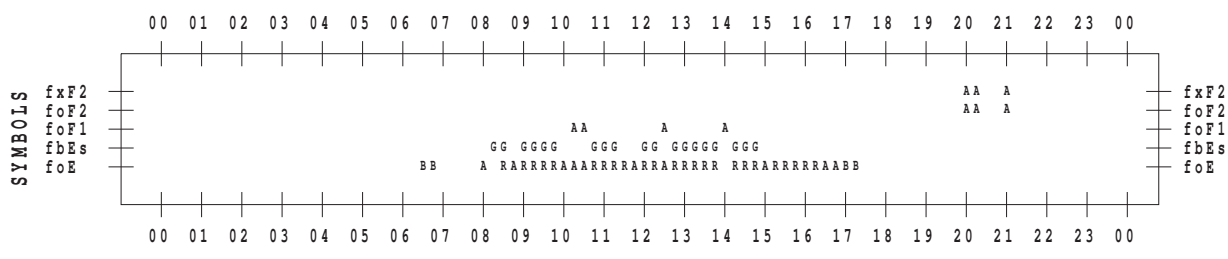 00 01 02 03 04 05 06 07 08 09 10 11 12 13 14 15 16 17 18 19 20 21 22 23 00
SYMBOLS
fxF2 AA A fxF2
foF2 AA A foF2
foF1 AA A A foF1
fbEs GG GGGG GGG GG GGGGG GGG fbEs
foE BB A RARRRRAAARRRRARRARRRRR RRRARRRRRAABB foE
00 01 02 03 04 05 06 07 08 09 10 11 12 13 14 15 16 17 18 19 20 21 22 23 00